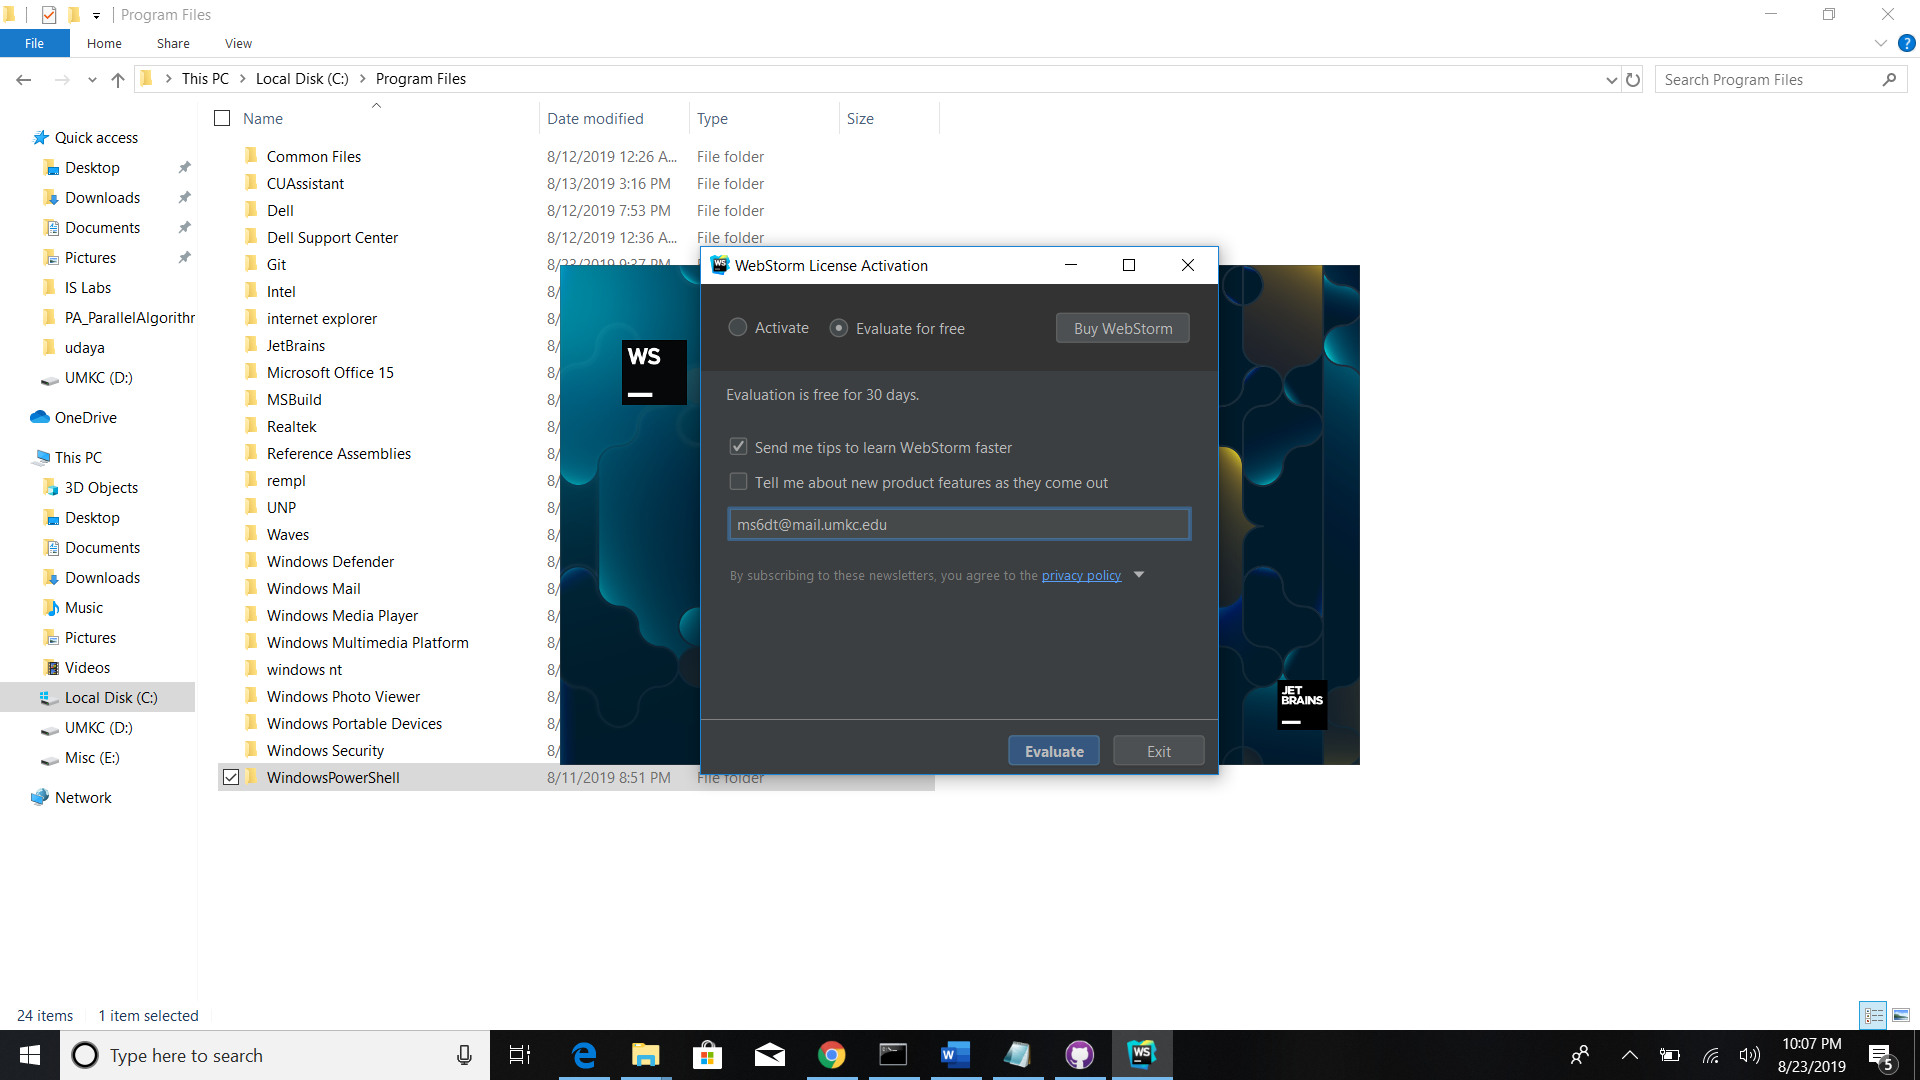 Program Files
File
Home
Share
View
This PC
Local Disk (C:)
Program Files
Search Program Files
Name
Date modified
Type
Size
Quick access
Desktop
Downloads
Documents
Pictures
IS Labs
PA_ParallelAlgorithr
udaya
UMKC (D:)
OneDrive
This PC
3D Objects
Desktop
Documents
Downloads
Music
Pictures
Videos
Local Disk (C:)
UMKC (D:)
Misc (E:)
Network
Common Files 8/12/2019 12:26 A... File folder
CUAssistant 8/13/2019 3:16 PM File folder
Dell 8/12/2019 7:53 PM File folder
Dell Support Center 8/12/2019 12:36 A... File folder
Git 8/23/2019 9:37 PM
Intel 8/
internet explorer 8/
JetBrains 8/
Microsoft Office 15 8/
MSBuild 8/
Realtek 8/
Reference Assemblies 8/
rempl 8/
UNP 8/
Waves 8/
Windows Defender 8/
Windows Mail 8/
Windows Media Player 8/
Windows Multimedia Platform 8/
windows nt 8/
Windows Photo Viewer 8/
Windows Portable Devices 8/
Windows Security 8/
WindowsPowerShell 8/11/2019 8:51 PM File folder
WS
WS WebStorm License Activation
Activate
Evaluate for free
Buy WebStorm
Evaluation is free for 30 days.
Send me tips to learn WebStorm faster
Tell me about new product features as they come out
ms6dt@mail.umkc.edu
By subscribing to these newsletters, you agree to the privacy policy
Evaluate
Exit
JET
BRAINS
24 items
1 item selected
Type here to search
WS
10:07 PM
8/23/2019
5